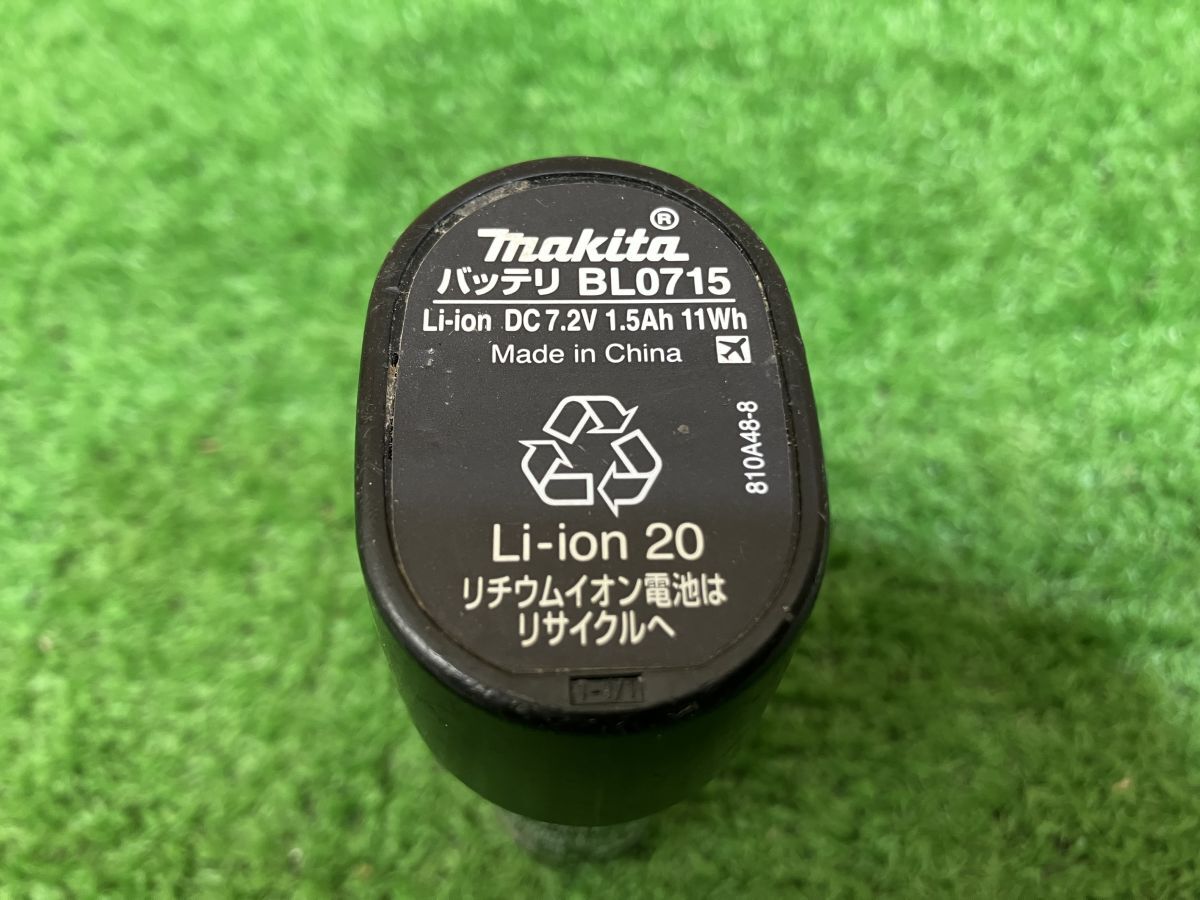 makita®
バッテリ BL0715
Li-ion DC 7.2V 1.5Ah 11Wh
Made in China
810A48-8
Li-ion 20
リチウムイオン電池は
リサイクルへ